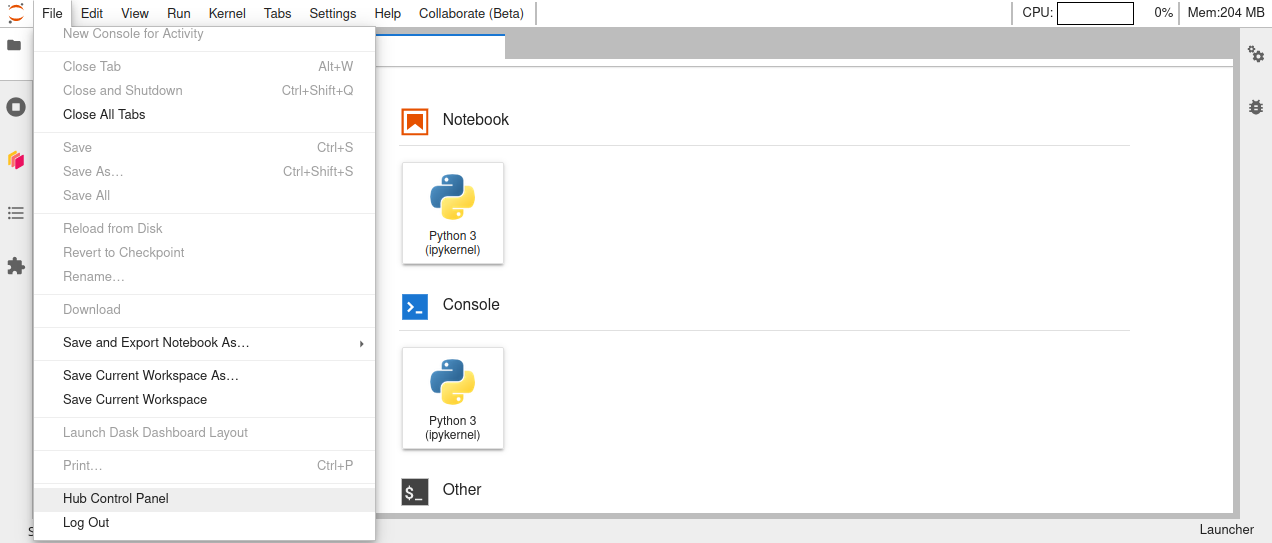 File Edit View Run Kernel Tabs Settings Help Collaborate (Beta) CPU: 0% Mem:204 MB
New Console for Activity
Close Tab Alt+W
Close and Shutdown Ctrl+Shift+Q
Close All Tabs
Save Ctrl+S
Save As… Ctrl+Shift+S
Save All
Reload from Disk
Revert to Checkpoint
Rename…
Download
Save and Export Notebook As…
Save Current Workspace As…
Save Current Workspace
Launch Dask Dashboard Layout
Print… Ctrl+P
Hub Control Panel
Log Out
Notebook
Python 3
(ipykernel)
Console
Python 3
(ipykernel)
$_ Other
Launcher